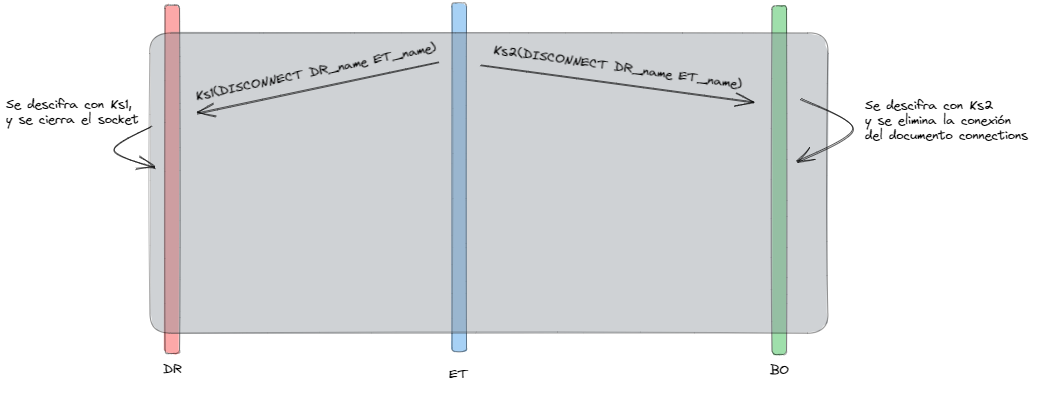 Ks1(DISCONNECT DR_name ET_name)
Ks2(DISCONNECT DR_name ET_name)
Se descifra con Ks1,
y se cierra el socket
Se descifra con Ks2
y se elimina la conexión
del documento connections
DR
ET
BO